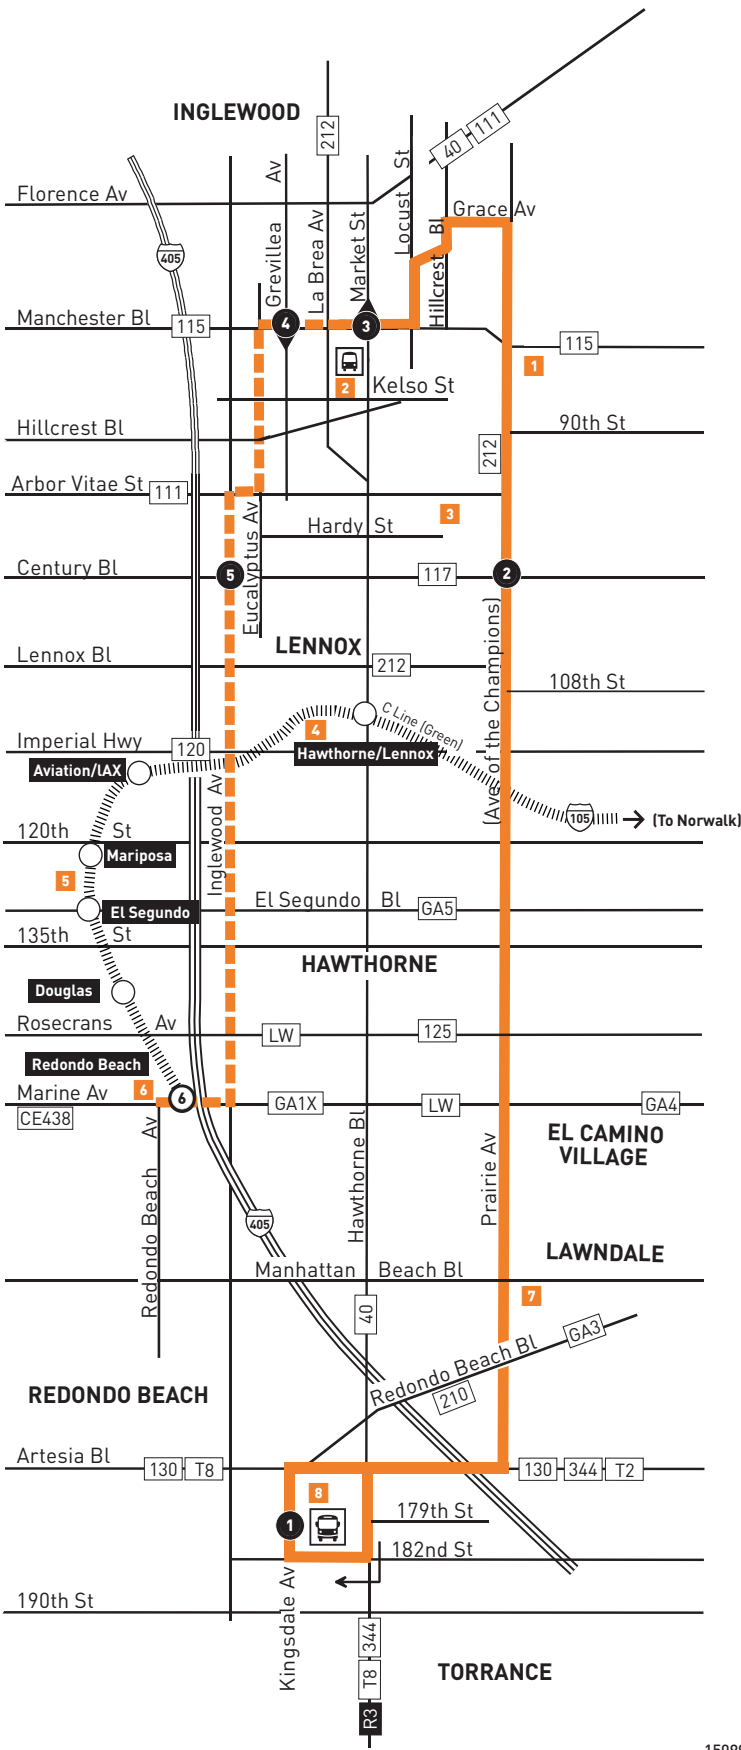 INGLEWOOD
212
40
111
Florence Av
Grevillea Av
La Brea Av
Market St
Locust St
Hillcrest Bl
Grace Av
405
Manchester Bl
115
4
3
115
1
2
Kelso St
Hillcrest Bl
90th St
212
Arbor Vitae St
111
3
Hardy St
Eucalyptus Av
Century Bl
5
117
2
LENNOX
Lennox Bl
212
108th St
(Ave. of the Champions)
4
C Line (Green)
Imperial Hwy
120
Hawthorne/Lennox
Aviation/lAX
105
(To Norwalk)
120th St
Mariposa
Inglewood Av
5
El Segundo Bl
GA5
El Segundo
135th St
HAWTHORNE
Douglas
Rosecrans Av
LW
125
Redondo Beach
Marine Av
6
6
GA1X
LW
GA4
CE438
EL CAMINO
VILLAGE
Redondo Beach Av
Hawthorne Bl
Prairie Av
405
LAWNDALE
Manhattan Beach Bl
7
40
GA3
Redondo Beach Bl
210
REDONDO BEACH
Artesia Bl
130
T8
130
344
T2
8
1
179th St
182nd St
190th St
Kingsdale Av
344
T8
R3
TORRANCE